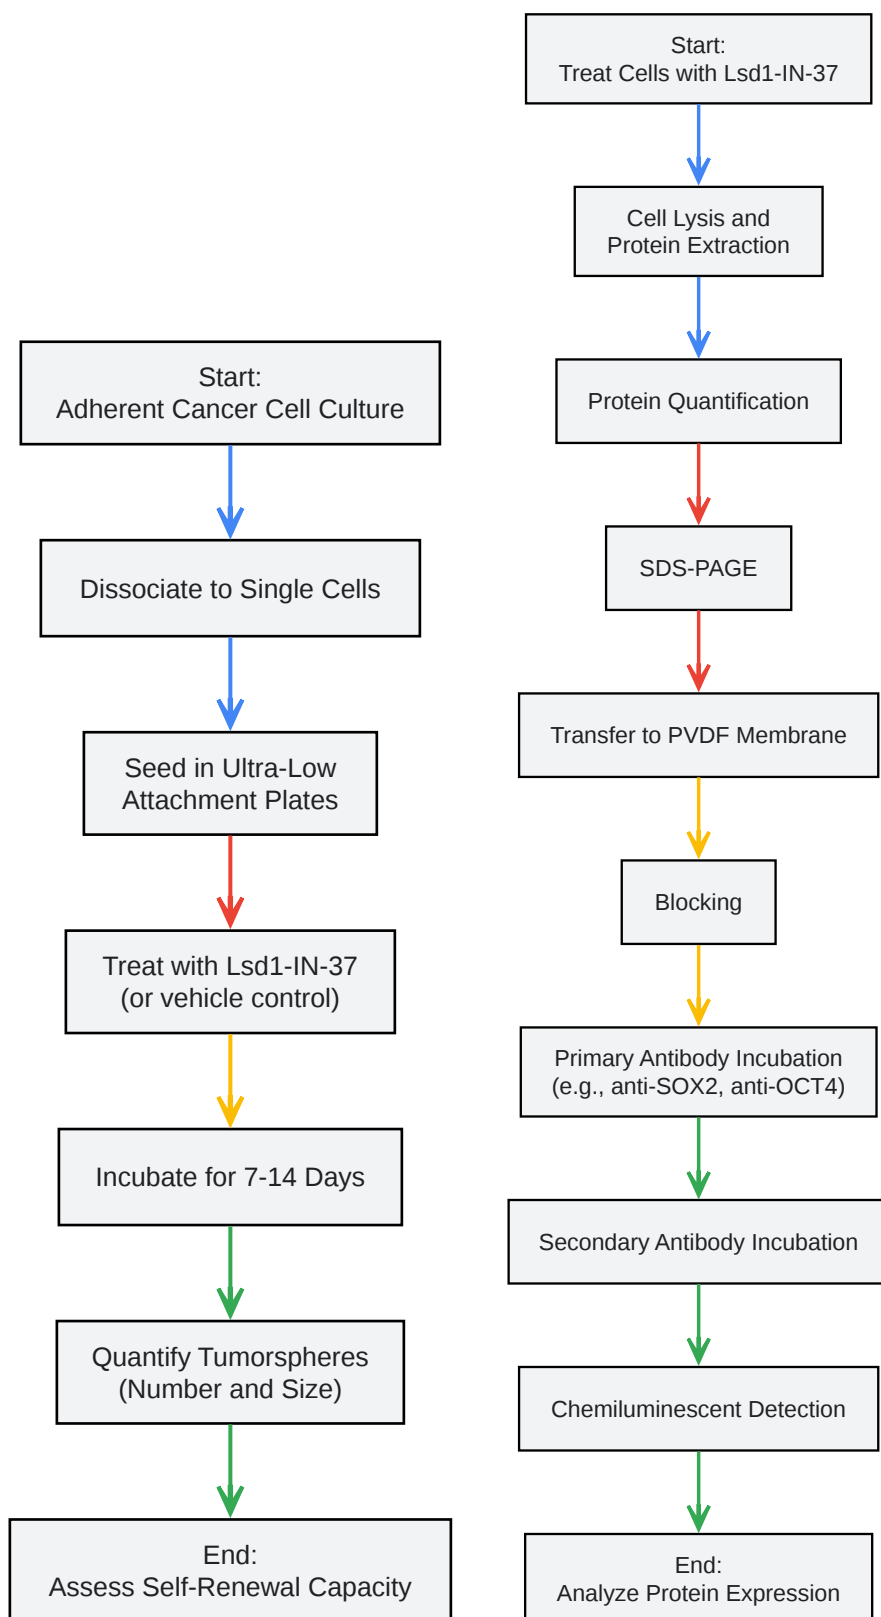 Start:
Adherent Cancer Cell Culture
Dissociate to Single Cells
Seed in Ultra-Low
Attachment Plates
Treat with Lsd1-IN-37
(or vehicle control)
Incubate for 7-14 Days
Quantify Tumorspheres
(Number and Size)
End:
Assess Self-Renewal Capacity
Start:
Treat Cells with Lsd1-IN-37
Cell Lysis and
Protein Extraction
Protein Quantification
SDS-PAGE
Transfer to PVDF Membrane
Blocking
Primary Antibody Incubation
(e.g., anti-SOX2, anti-OCT4)
Secondary Antibody Incubation
Chemiluminescent Detection
End:
Analyze Protein Expression